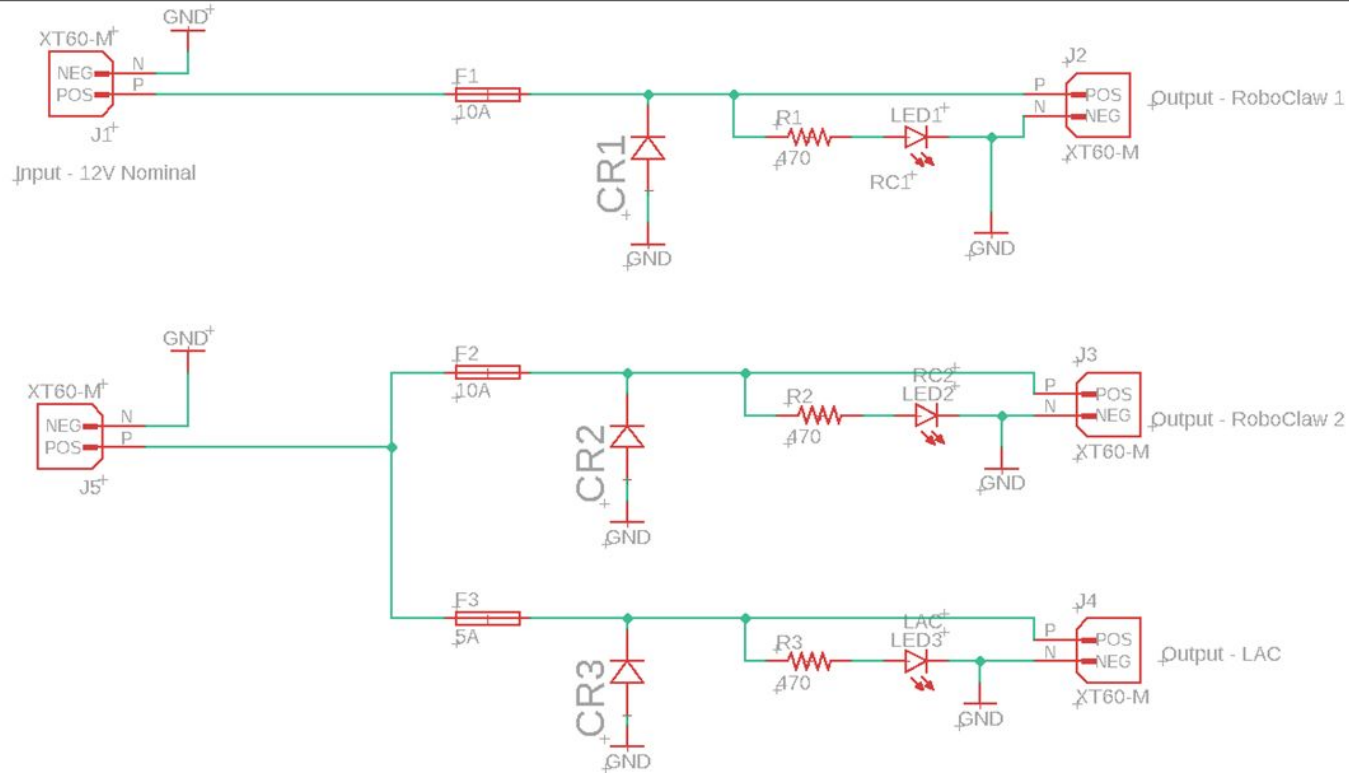 GND
XT60-M
NEG N
POS P
J1
Input - 12V Nominal
F1
10A
CR1
GND
R1
470
LED1
RC1
GND
J2
P POS
N NEG
XT60-M
Output - RoboClaw 1
GND
XT60-M
NEG N
POS P
J5
F2
10A
CR2
GND
R2
470
RC2
LED2
GND
J3
P POS
N NEG
XT60-M
Output - RoboClaw 2
F3
5A
CR3
GND
R3
470
LAC
LED3
GND
J4
P POS
N NEG
XT60-M
Output - LAC